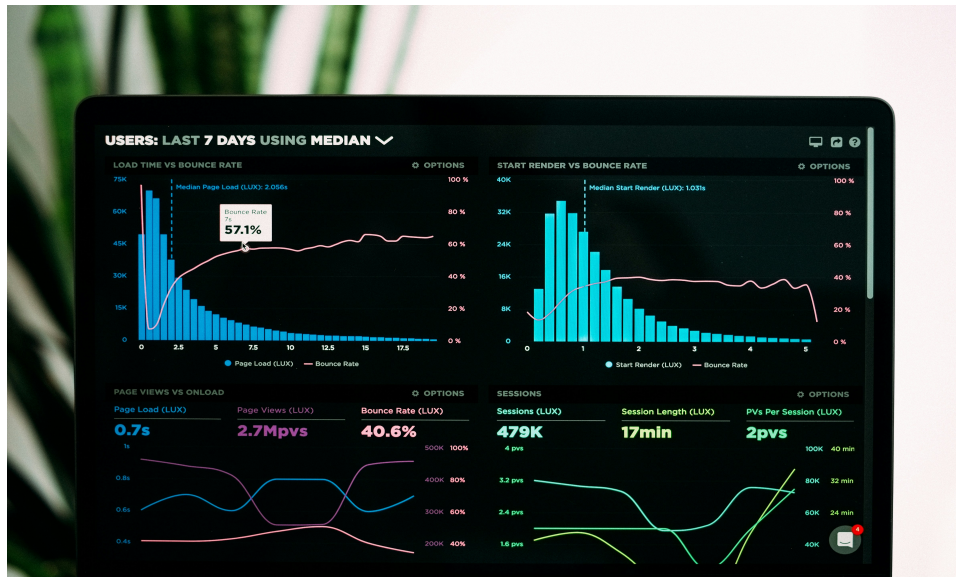 USERS: LAST 7 DAYS USING MEDIAN
LOAD TIME VS BOUNCE RATE
OPTIONS
75K
100 %
Median Page Load (LUX): 2.056s
60K
80 %
Bounce Rate
7s
57.1%
45K
60 %
30K
40 %
15K
20 %
0
0 %
0 2.5 5 7.5 10 12.5 15 17.5
Page Load (LUX) Bounce Rate
START RENDER VS BOUNCE RATE
OPTIONS
40K
100 %
Median Start Render (LUX): 1.031s
32K
80 %
24K
60 %
16K
40 %
8K
20 %
0
0 %
0 1 2 3 4 5
Start Render (LUX) Bounce Rate
PAGE VIEWS VS ONLOAD
OPTIONS
Page Load (LUX) Page Views (LUX) Bounce Rate (LUX)
0.7s 2.7Mpvs 40.6%
1s 500K 100%
0.8s 400K 80%
0.6s 300K 60%
0.4s 200K 40%
SESSIONS
OPTIONS
Sessions (LUX) Session Length (LUX) PVs Per Session (LUX)
479K 17min 2pvs
4 pvs 100K 40 min
3.2 pvs 80K 32 min
2.4 pvs 60K 24 min
1.6 pvs 40K
4